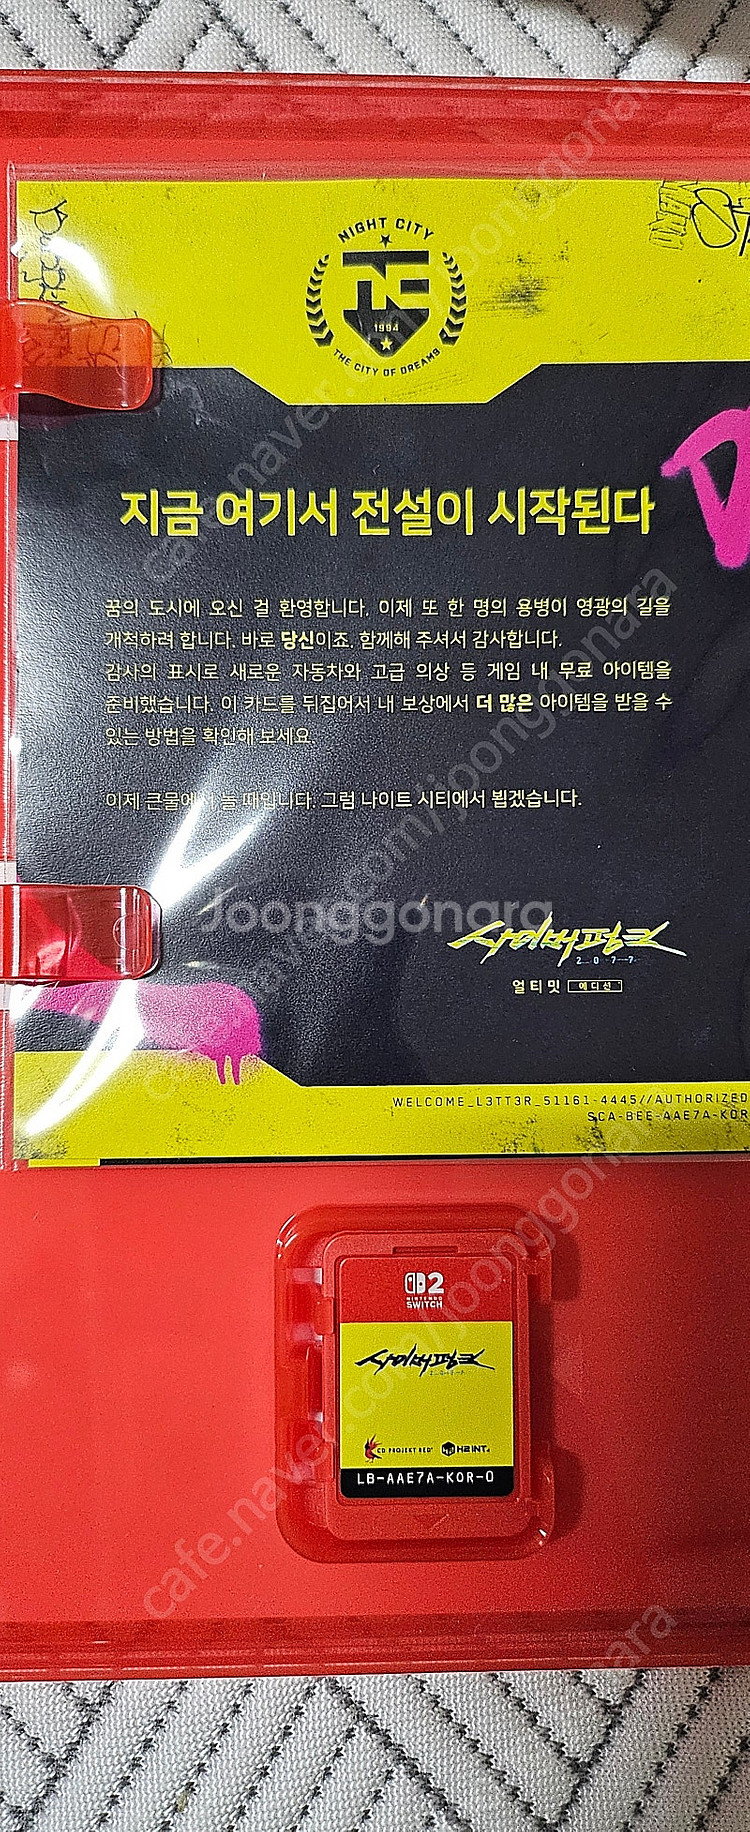 NIGHT CITY
1994
THE CITY OF DREAMS
지금 여기서 전설이 시작된다
꿈의 도시에 오신 걸 환영합니다. 이제 또 한 명의 용병이 영광의 길을
개척하려 합니다. 바로 당신이죠. 함께해 주셔서 감사합니다.
감사의 표시로 새로운 자동차와 고급 의상 등 게임 내 무료 아이템을
준비했습니다. 이 카드를 뒤집어서 내 보상에서 더 많은 아이템을 받을 수
있는 방법을 확인해 보세요.
이제 큰물에서 놀 때입니다. 그럼 나이트 시티에서 뵙겠습니다.
Joonggonara
사이버펑크
2077
얼티밋 에디션
WELCOME_L3TT3R_51161-4445//AUTHORIZED
SCA-BEE-AAE7A-KOR
2
NINTENDO
SWITCH
사이버펑크
CD PROJEKT RED
H2 INT.
LB-AAE7A-KOR-0
cafe.naver.com/joonggonara